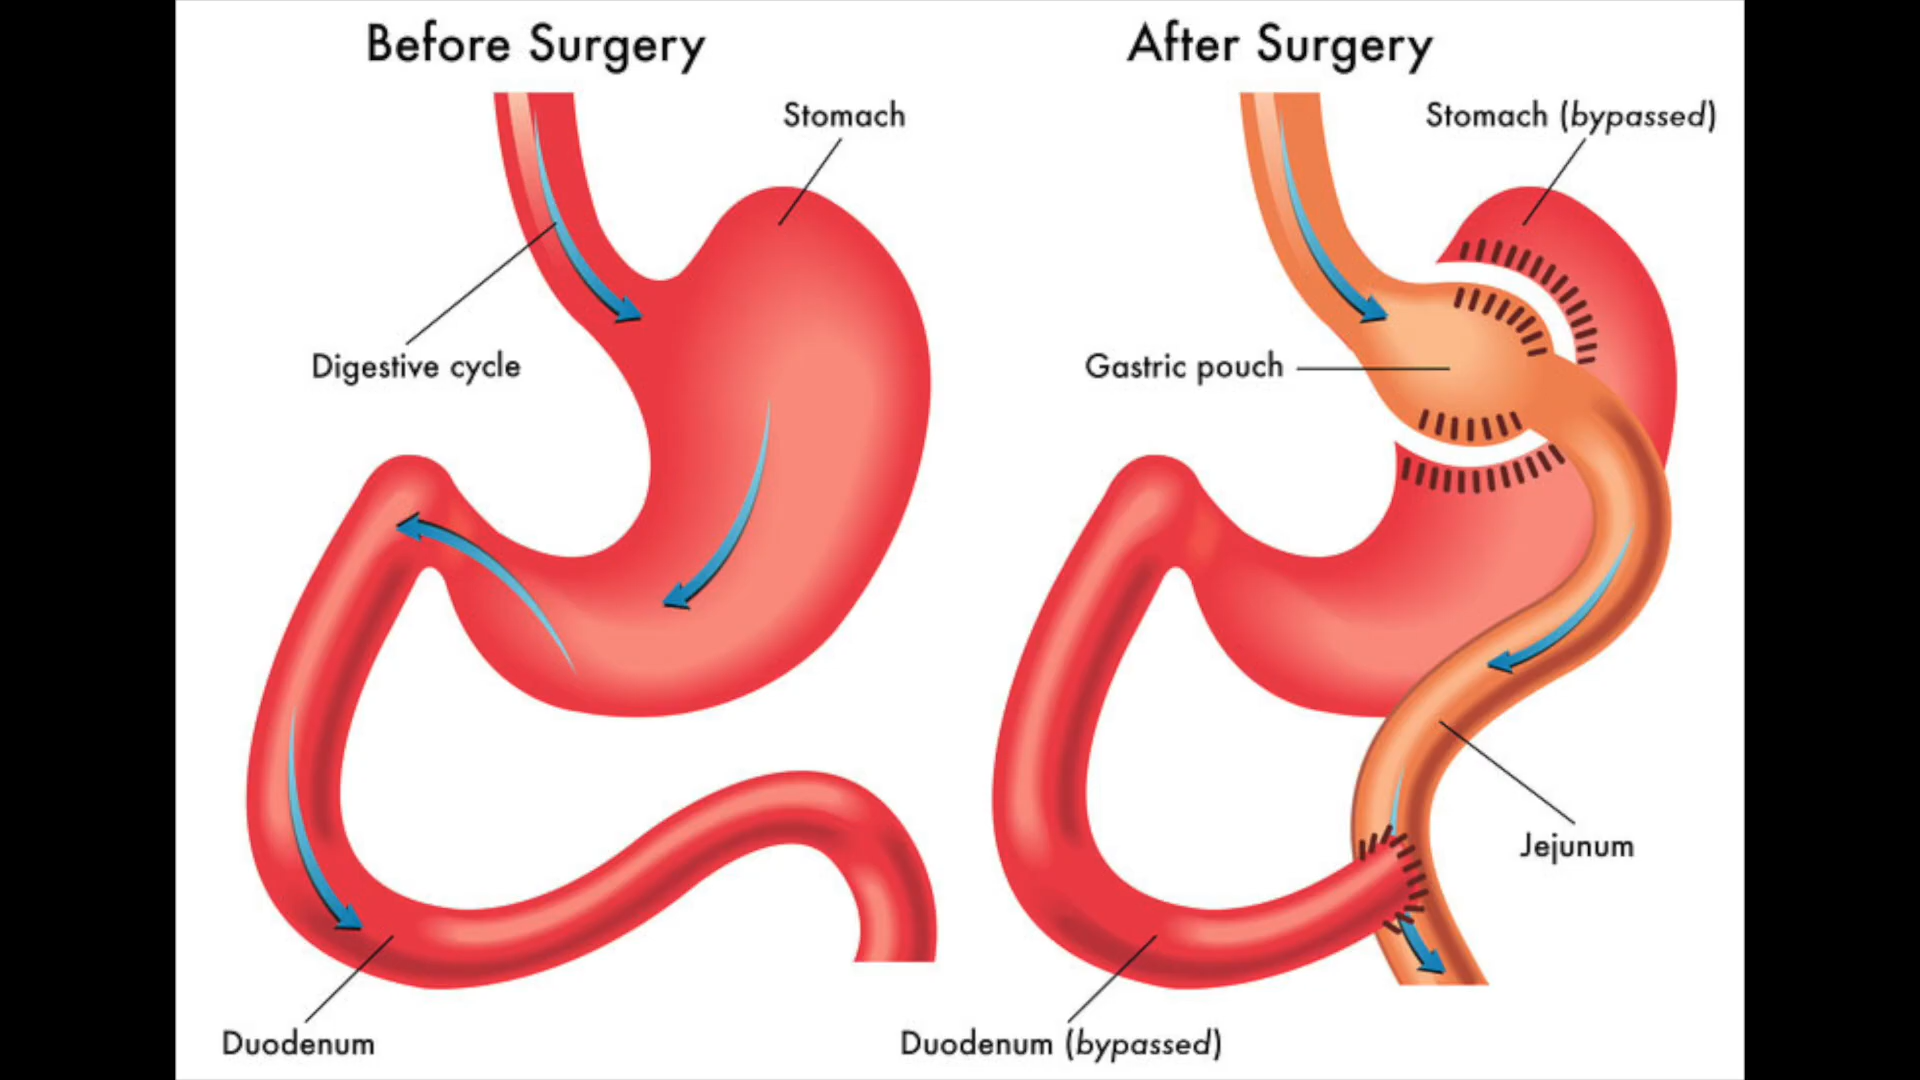 Before Surgery
Stomach
Digestive cycle
Duodenum
After Surgery
Stomach (bypassed)
Gastric pouch
Jejunum
Duodenum (bypassed)